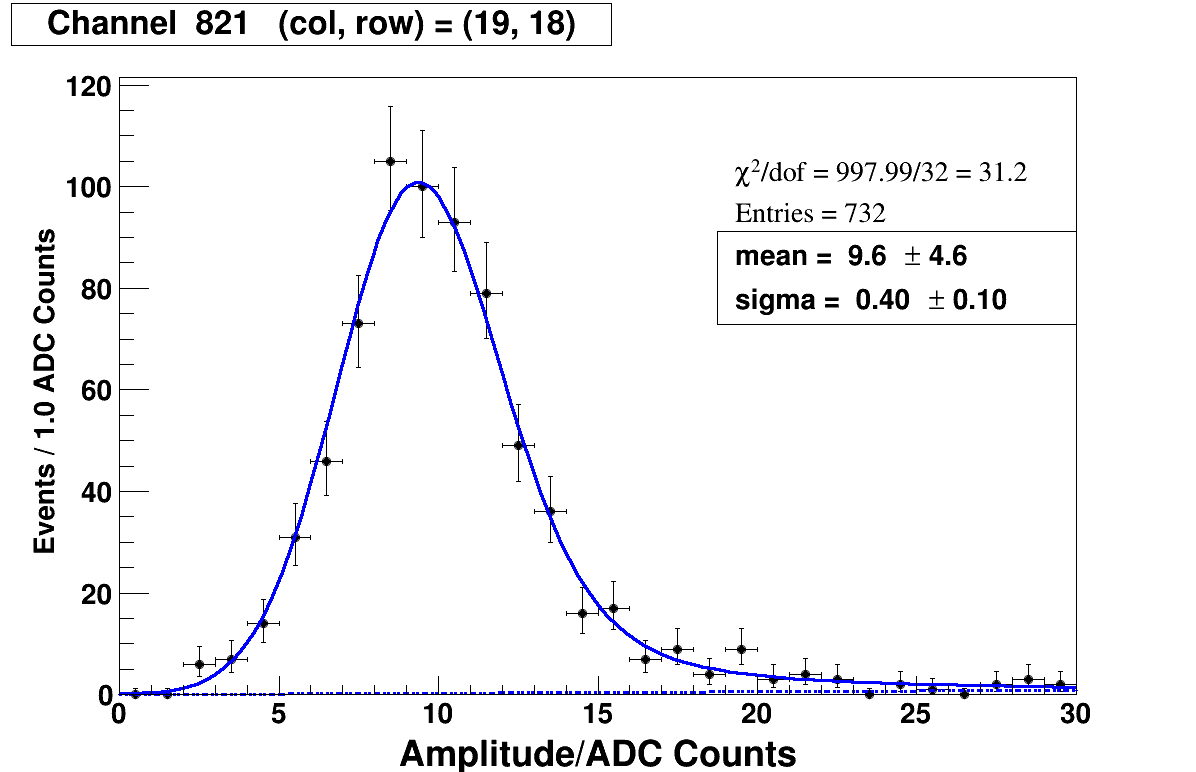 Channel 821 (col, row) = (19, 18)
120
100
80
60
40
20
0
Events / 1.0 ADC Counts
χ²/dof = 997.99/32 = 31.2
Entries = 732
mean = 9.6 ± 4.6
sigma = 0.40 ± 0.10
0 5 10 15 20 25 30
Amplitude/ADC Counts